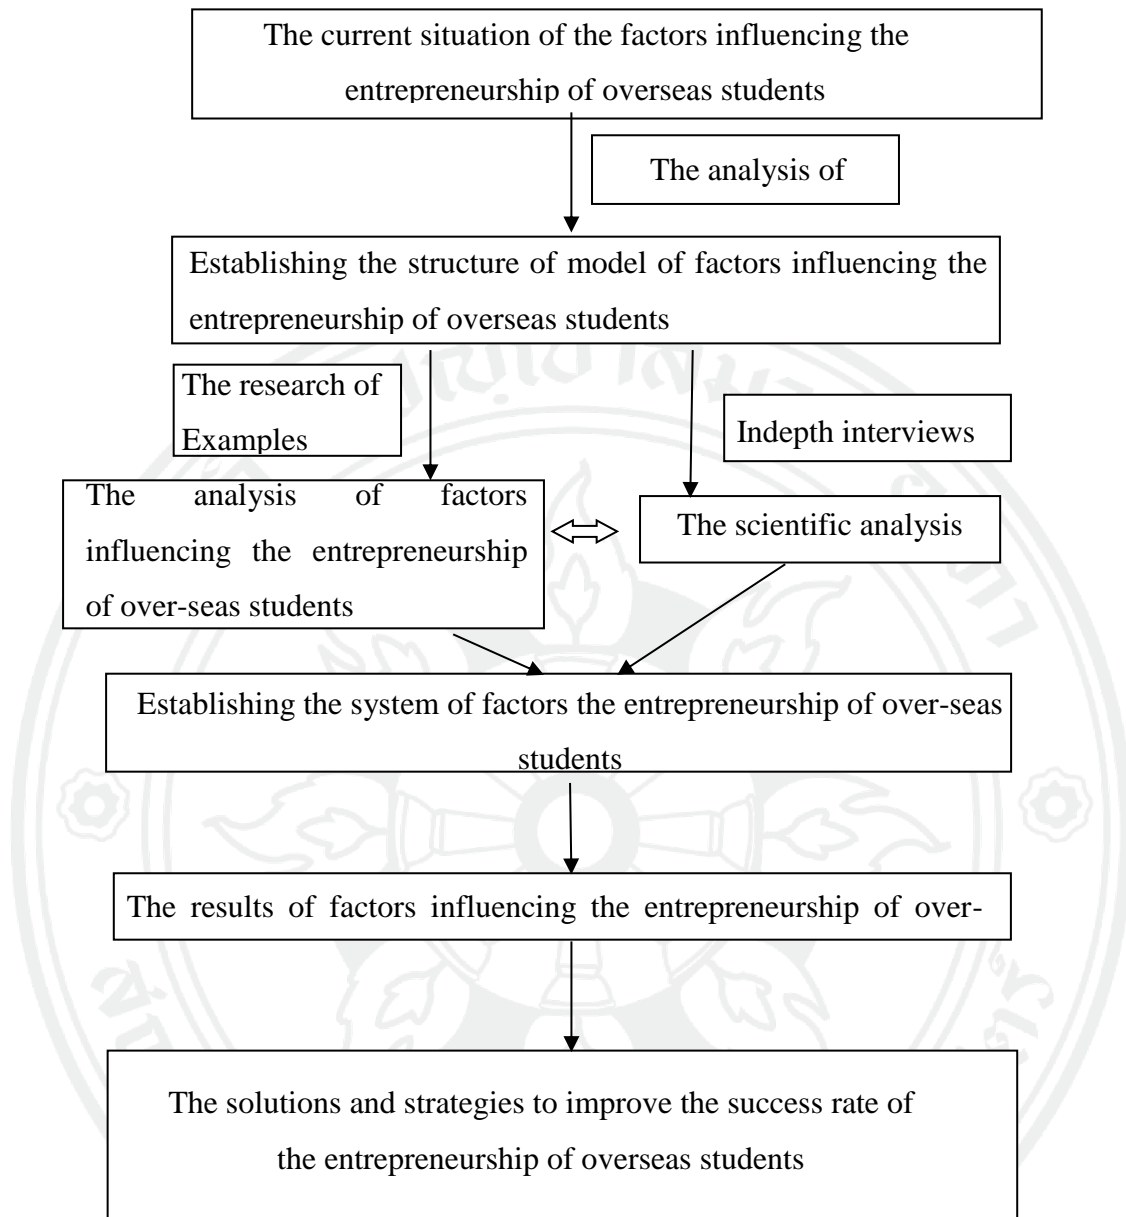 The current situation of the factors influencing the
entrepreneurship of overseas students
The analysis of
Establishing the structure of model of factors influencing the
entrepreneurship of overseas students
The research of
Examples
Indepth interviews
The analysis of factors
influencing the entrepreneurship
of over-seas students
The scientific analysis
Establishing the system of factors the entrepreneurship of over-seas
students
The results of factors influencing the entrepreneurship of over-
The solutions and strategies to improve the success rate of
the entrepreneurship of overseas students